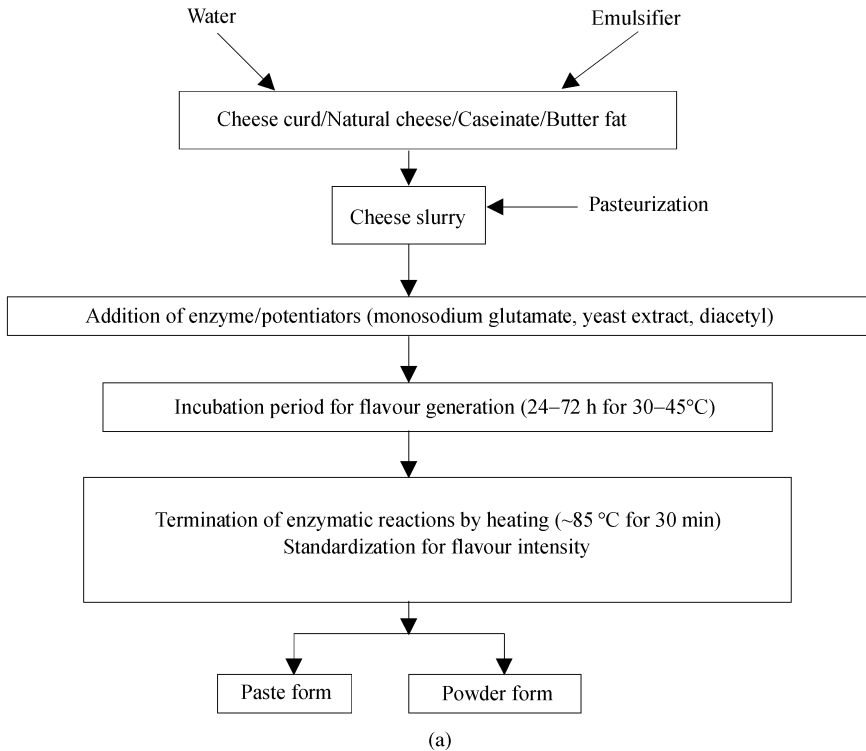 Water
Emulsifier
Cheese curd/Natural cheese/Caseinate/Butter fat
Cheese slurry
Pasteurization
Addition of enzyme/potentiators (monosodium glutamate, yeast extract, diacetyl)
Incubation period for flavour generation (24–72 h for 30–45°C)
Termination of enzymatic reactions by heating (~85 °C for 30 min)
Standardization for flavour intensity
Paste form
Powder form
(a)